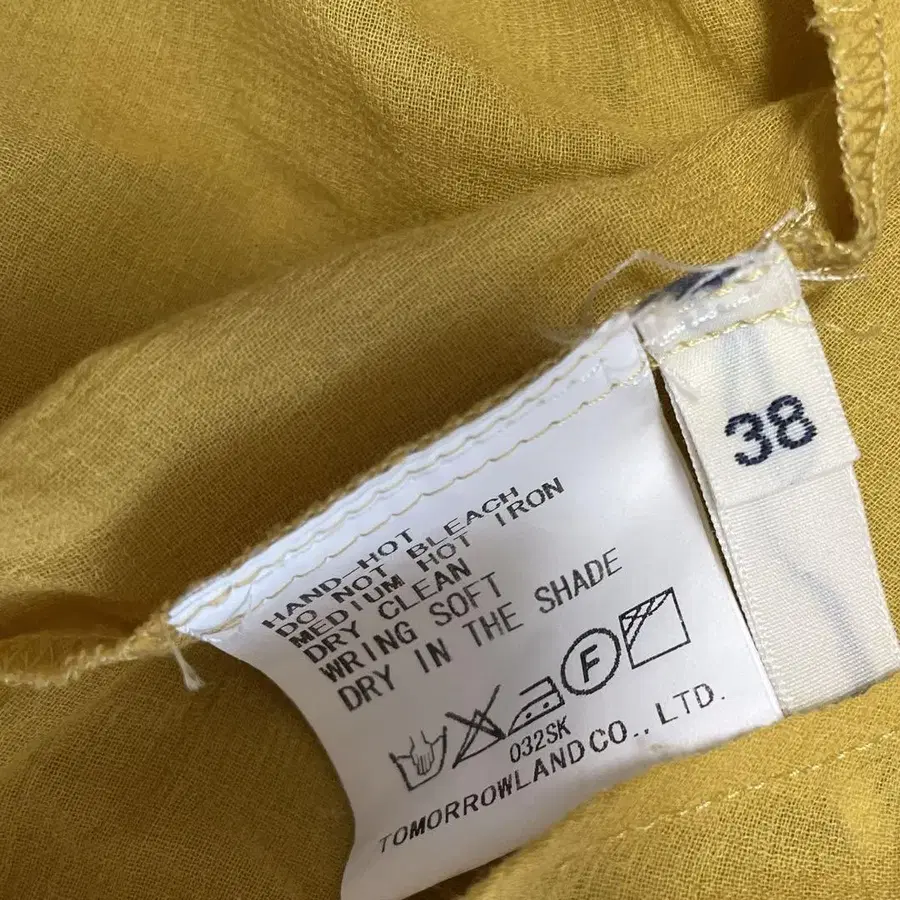 HAND-HOT
DO NOT BLEACH
MEDIUM HOT IRON
DRY CLEAN
WRING SOFT
DRY IN THE SHADE
F
032SK
TOMORROWLAND CO., LTD.
38